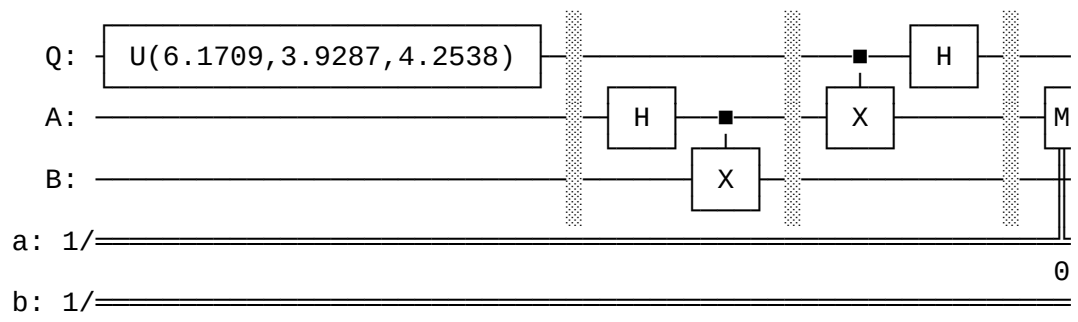 Q: U(6.1709,3.9287,4.2538) H
A: H X M
B: X
a: 1/
0
b: 1/